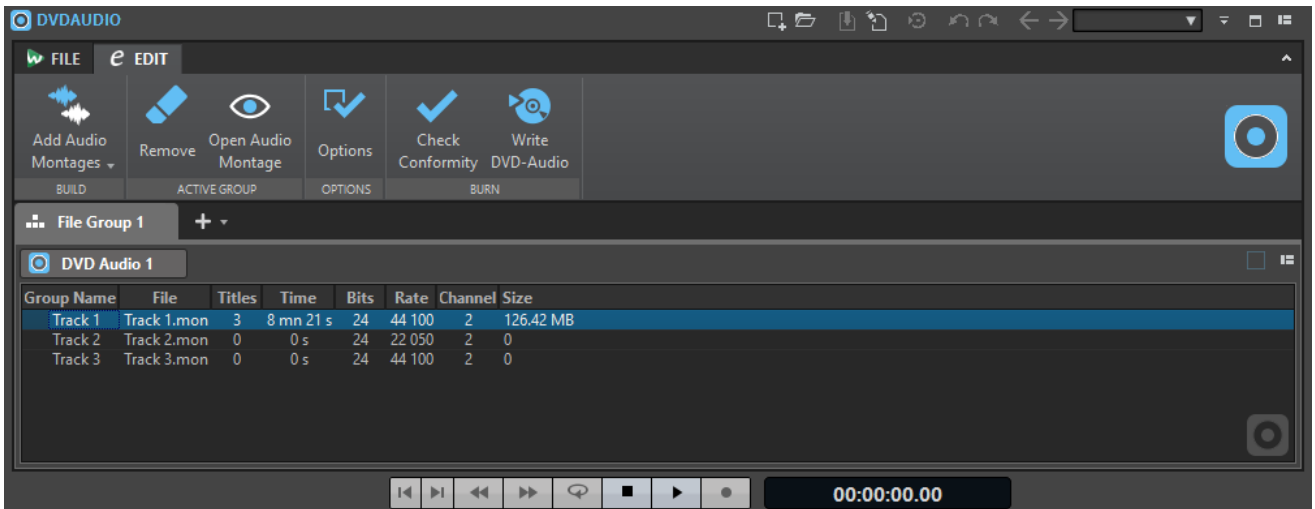 DVDAUDIO
FILE EDIT
Add Audio Montages
Remove
Open Audio Montage
Options
Check Conformity
Write DVD-Audio
BUILD ACTIVE GROUP OPTIONS BURN
File Group 1
DVD Audio 1
Group Name File Titles Time Bits Rate Channel Size
Track 1 Track 1.mon 3 8 mn 21 s 24 44 100 2 126.42 MB
Track 2 Track 2.mon 0 0 s 24 22 050 2 0
Track 3 Track 3.mon 0 0 s 24 44 100 2 0
00:00:00.00